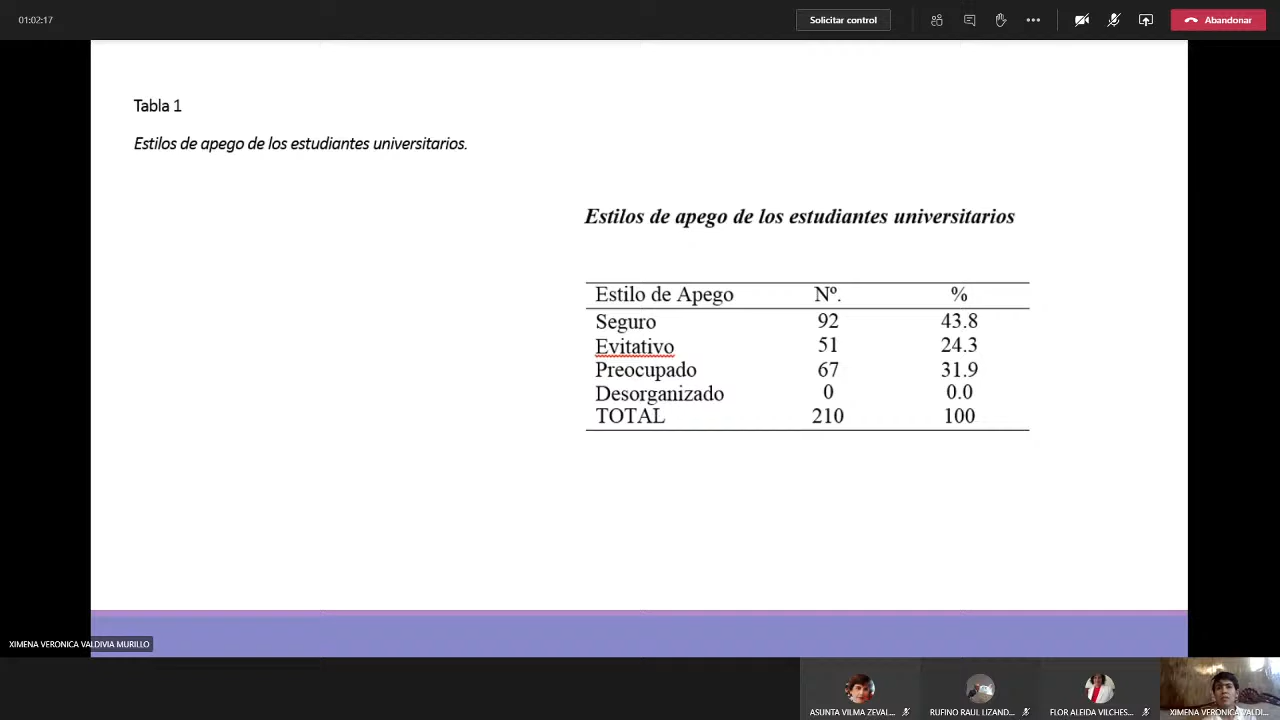 01:02:17
Solicitar control
Abandonar
Tabla 1
Estilos de apego de los estudiantes universitarios.
Estilos de apego de los estudiantes universitarios
Estilo de Apego Nº. %
Seguro 92 43.8
Evitativo 51 24.3
Preocupado 67 31.9
Desorganizado 0 0.0
TOTAL 210 100
XIMENA VERONICA VALDIVIA MURILLO
ASUNTA VILMA ZEVAL...
RUFINO RAUL LIZAND...
FLOR ALEIDA VILCHES...
XIMENA VERONICA VALDI...